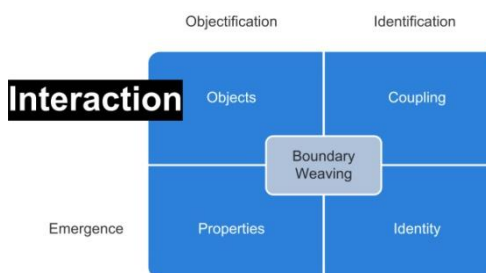 Objectification Identification
Interaction Objects Coupling
Boundary
Weaving
Emergence Properties Identity